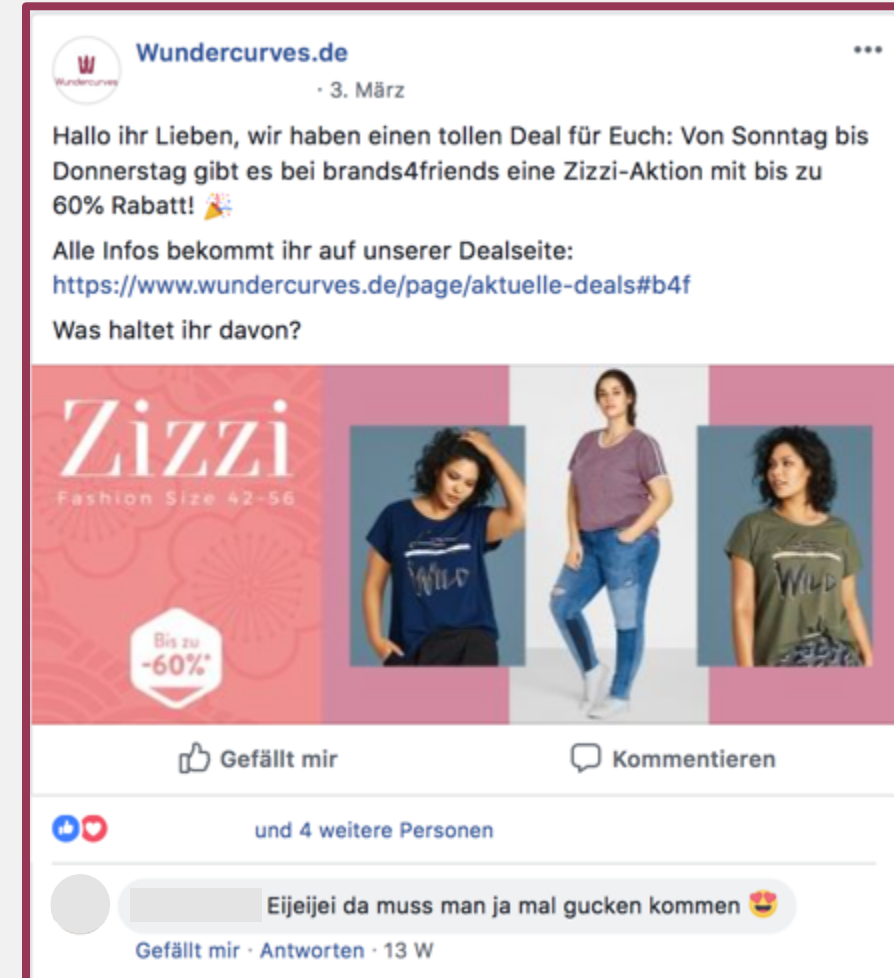 Wundercurves.de
Wundercurves
· 3. März
Hallo ihr Lieben, wir haben einen tollen Deal für Euch: Von Sonntag bis
Donnerstag gibt es bei brands4friends eine Zizzi-Aktion mit bis zu
60% Rabatt! 🎉
Alle Infos bekommt ihr auf unserer Dealseite:
https://www.wundercurves.de/page/aktuelle-deals#b4f
Was haltet ihr davon?
Zizzi
Fashion Size 42-56
Bis zu
-60%*
WILD
WILD
Gefällt mir
Kommentieren
und 4 weitere Personen
Eijeijei da muss man ja mal gucken kommen 😍
Gefällt mir · Antworten · 13 W